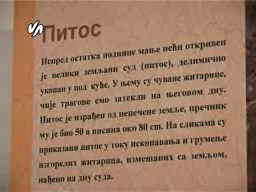 Питос
Испред остатка поднице мање пећи откривен
је велики земљани суд (питос), делимично
укопан у под куће. У њему су чуване житарице,
чије трагове смо затекли на његовом дну.
Питос је израђен од непечене земље, пречник
му је био 50 а висина око 80 cm. На сликама су
приказани питос у току ископавања и грумење
изгорелих житарица, измешаних са земљом,
нађено на дну суда.